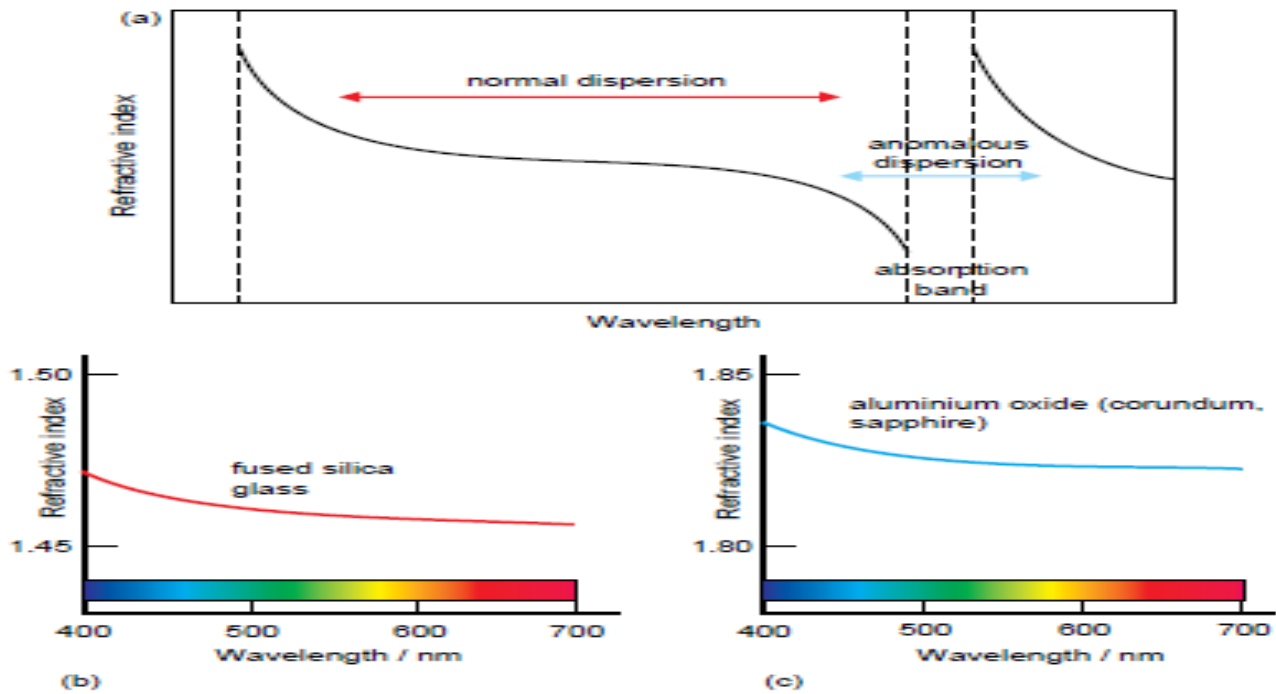 (a)
Refractive index
normal dispersion
anomalous
dispersion
absorption
band
Wavelength
1.50
1.45
Refractive index
fused silica
glass
400
500
600
700
Wavelength / nm
(b)
1.85
1.80
Refractive index
aluminium oxide (corundum,
sapphire)
400
500
600
700
Wavelength / nm
(c)